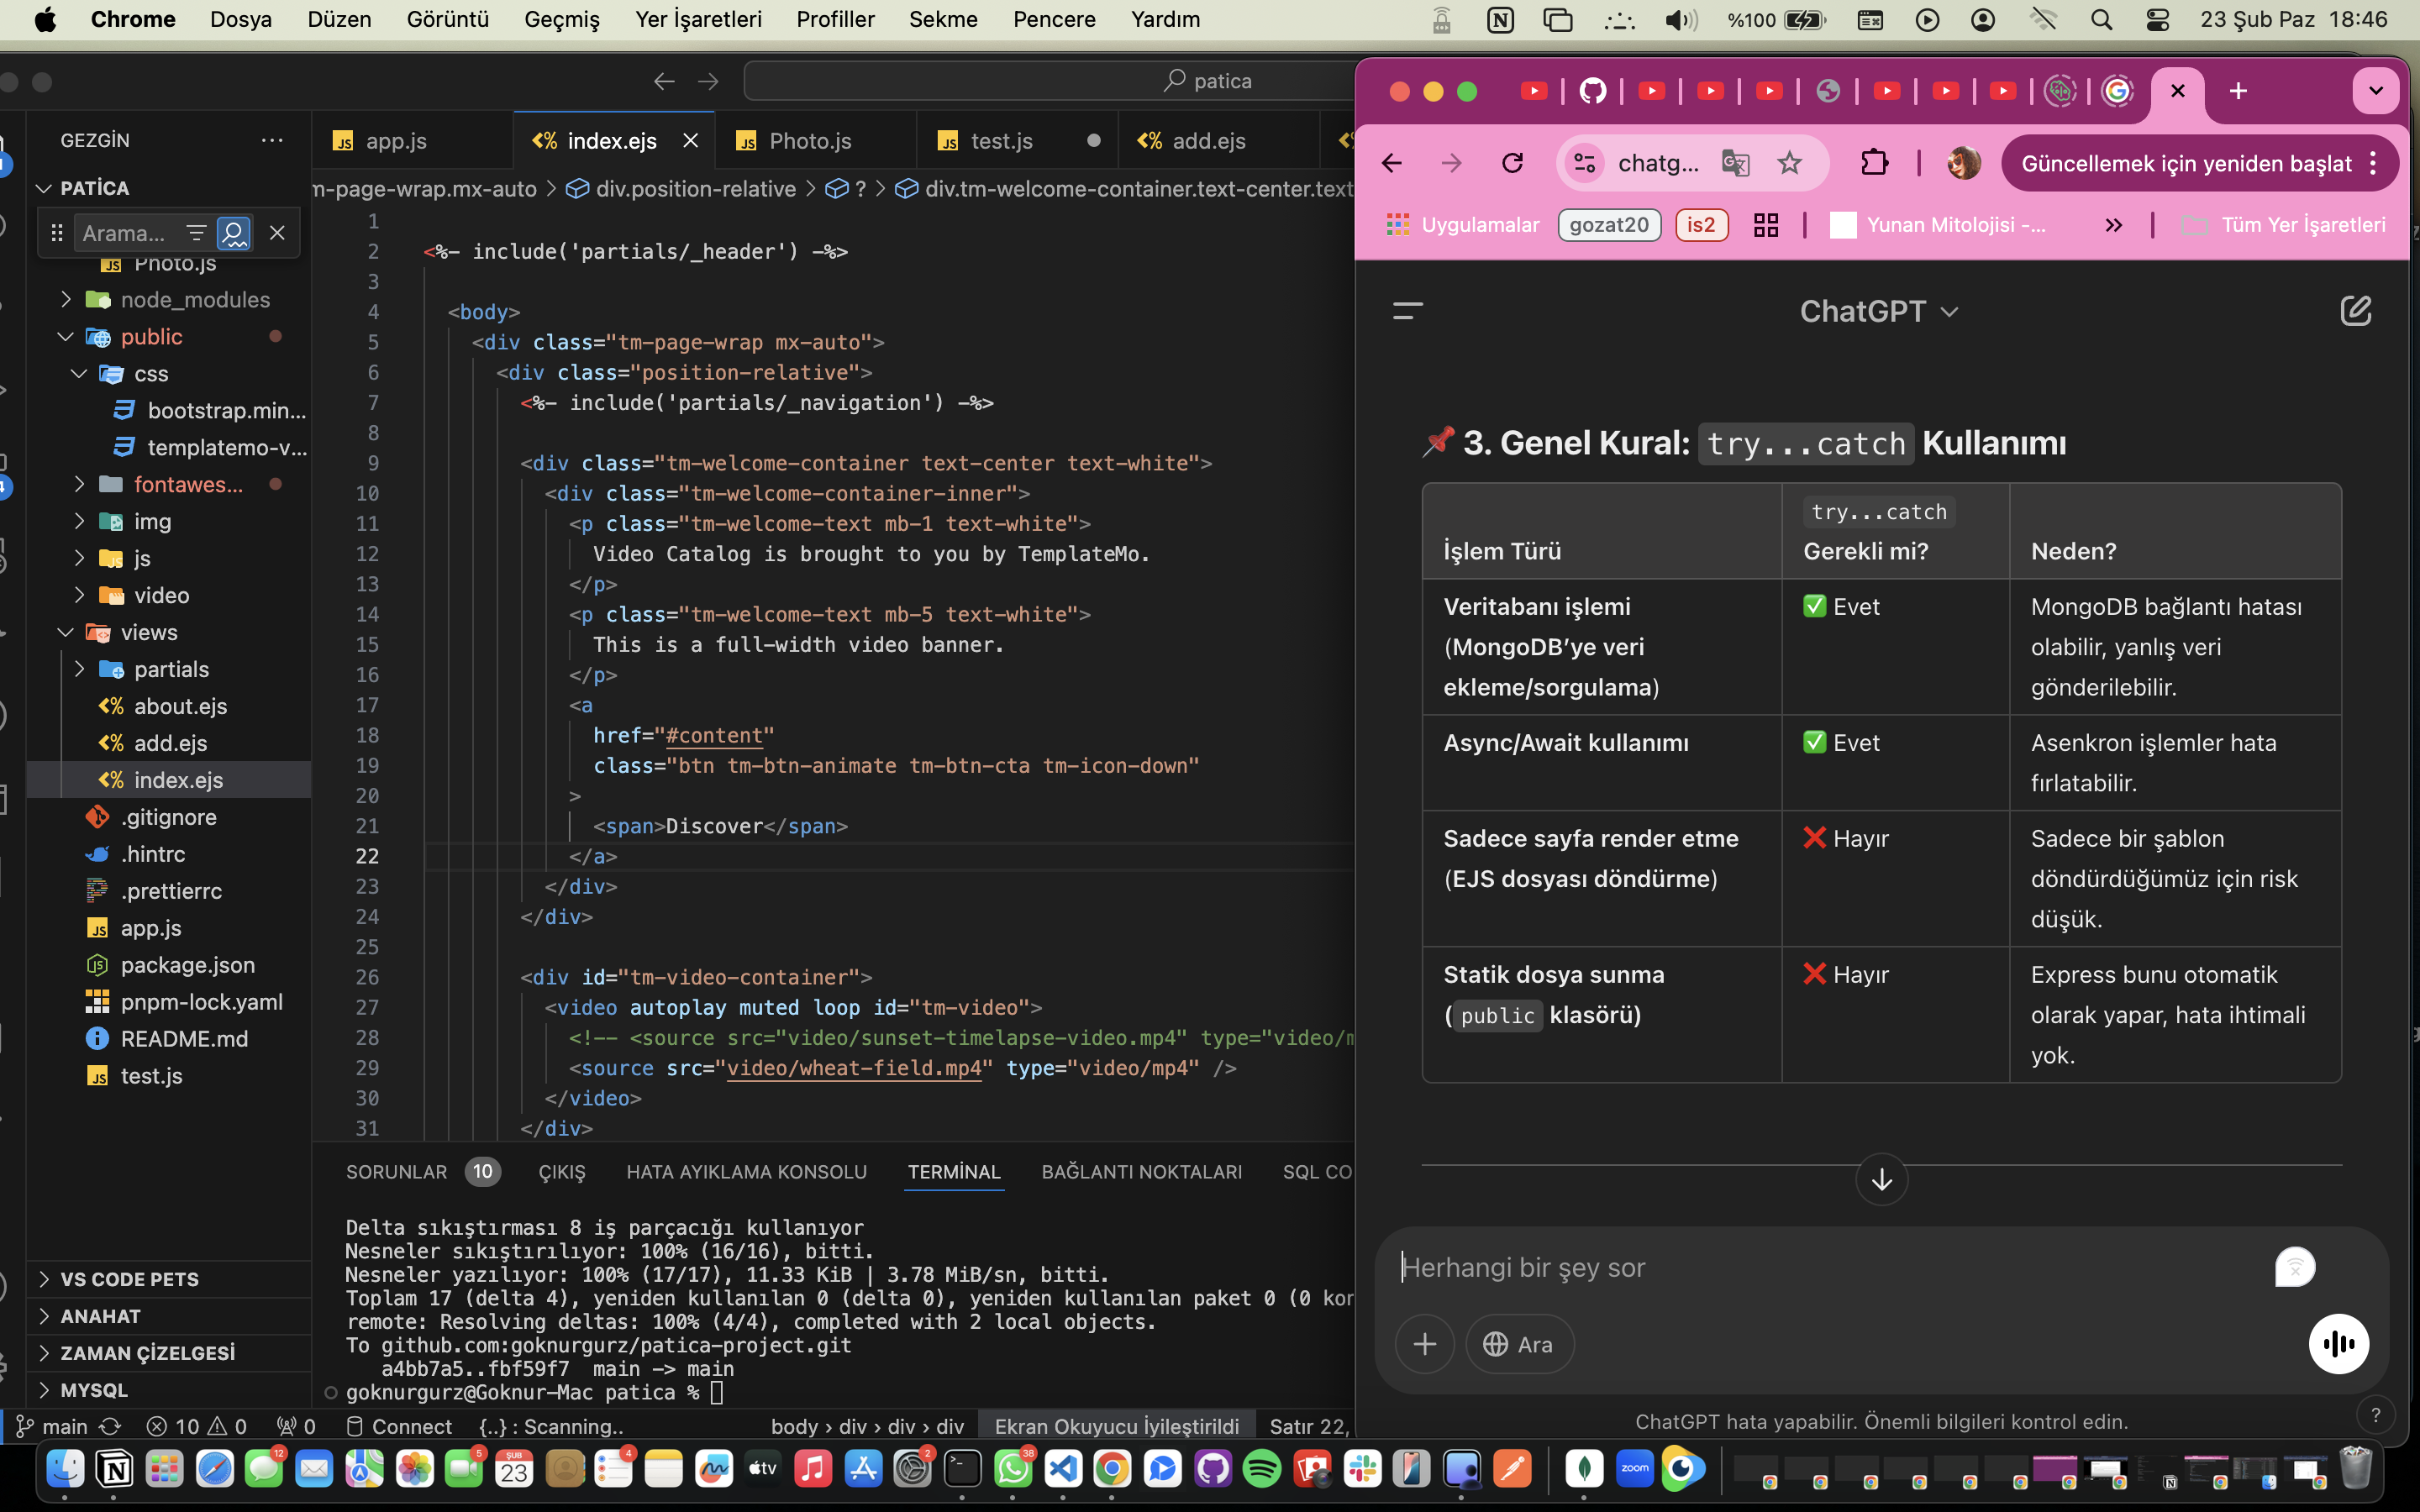 Chrome Dosya Düzen Görüntü Geçmiş Yer İşaretleri Profiller Sekme Pencere Yardım %100 23 Şub Paz 18:46
patica
GEZGİN
PATİCA
Arama...
Photo.js
node_modules
public
css
bootstrap.min...
templatemo-v...
fontawes...
img
js
video
views
partials
about.ejs
add.ejs
index.ejs
.gitignore
.hintrc
.prettierrc
app.js
package.json
pnpm-lock.yaml
README.md
test.js
VS CODE PETS
ANAHAT
ZAMAN ÇİZELGESİ
MYSQL
app.js index.ejs Photo.js test.js add.ejs
m-page-wrap.mx-auto > div.position-relative > ? > div.tm-welcome-container.text-center.text
1
2 <%- include('partials/_header') -%>
3
4 <body>
5 <div class="tm-page-wrap mx-auto">
6 <div class="position-relative">
7 <%- include('partials/_navigation') -%>
8
9 <div class="tm-welcome-container text-center text-white">
10 <div class="tm-welcome-container-inner">
11 <p class="tm-welcome-text mb-1 text-white">
12 Video Catalog is brought to you by TemplateMo.
13 </p>
14 <p class="tm-welcome-text mb-5 text-white">
15 This is a full-width video banner.
16 </p>
17 <a
18 href="#content"
19 class="btn tm-btn-animate tm-btn-cta tm-icon-down"
20 >
21 <span>Discover</span>
22 </a>
23 </div>
24 </div>
25
26 <div id="tm-video-container">
27 <video autoplay muted loop id="tm-video">
28 <!-- <source src="video/sunset-timelapse-video.mp4" type="video/m
29 <source src="video/wheat-field.mp4" type="video/mp4" />
30 </video>
31 </div>
SORUNLAR 10 ÇIKIŞ HATA AYIKLAMA KONSOLU TERMİNAL BAĞLANTI NOKTALARI SQL CO
Delta sıkıştırması 8 iş parçacığı kullanıyor
Nesneler sıkıştırılıyor: 100% (16/16), bitti.
Nesneler yazılıyor: 100% (17/17), 11.33 KiB | 3.78 MiB/sn, bitti.
Toplam 17 (delta 4), yeniden kullanılan 0 (delta 0), yeniden kullanılan paket 0 (0 kor
remote: Resolving deltas: 100% (4/4), completed with 2 local objects.
To github.com:goknurgurz/patica-project.git
a4bb7a5..fbf59f7 main -> main
goknurgurz@Goknur-Mac patica %
main 10 0 0 Connect {..} : Scanning.. body > div > div > div Ekran Okuyucu İyileştirildi Satır 22,
chatg... Güncellemek için yeniden başlat
Uygulamalar gozat20 is2 Yunan Mitolojisi -... Tüm Yer İşaretleri
ChatGPT
3. Genel Kural: try...catch Kullanımı
İşlem Türü
try...catch
Gerekli mi?
Neden?
Veritabanı işlemi
(MongoDB’ye veri
ekleme/sorgulama)
Evet
MongoDB bağlantı hatası
olabilir, yanlış veri
gönderilebilir.
Async/Await kullanımı
Evet
Asenkron işlemler hata
fırlatabilir.
Sadece sayfa render etme
(EJS dosyası döndürme)
Hayır
Sadece bir şablon
döndürdüğümüz için risk
düşük.
Statik dosya sunma
(public klasörü)
Hayır
Express bunu otomatik
olarak yapar, hata ihtimali
yok.
Herhangi bir şey sor
Ara
ChatGPT hata yapabilir. Önemli bilgileri kontrol edin.
?
12 5 ŞUB 23 4 tv 2 38 zoom